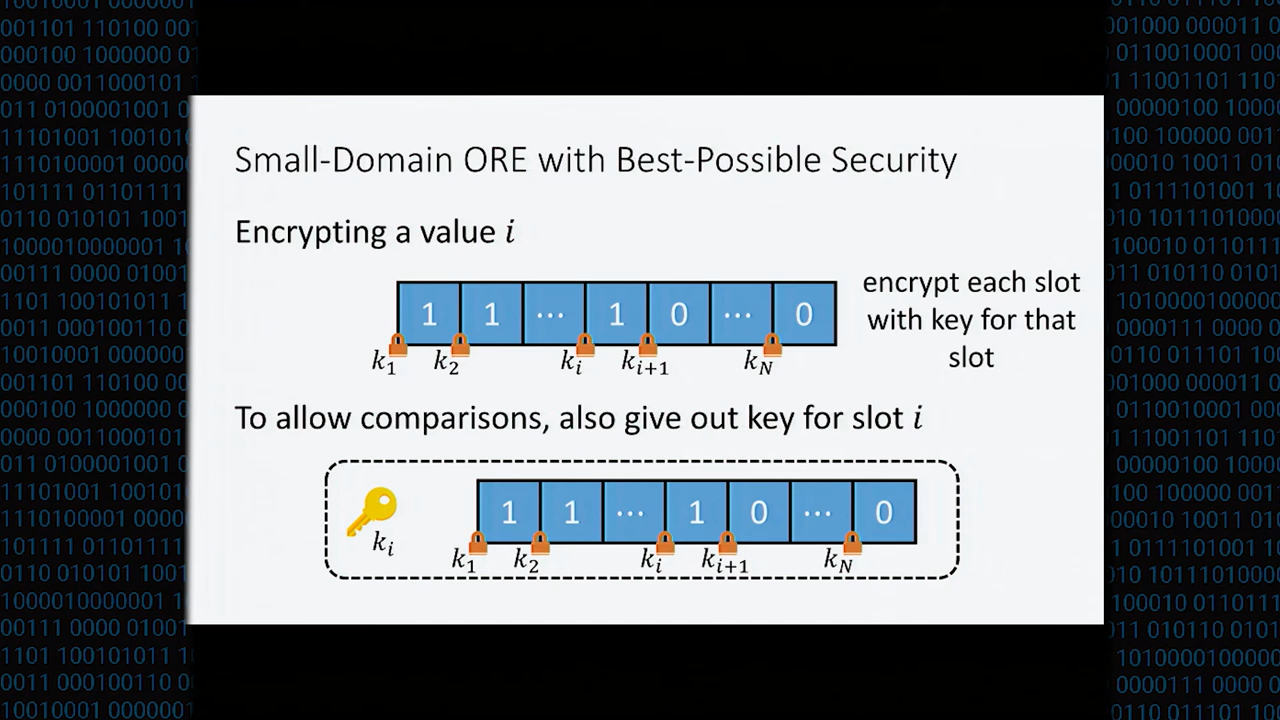 Small-Domain ORE with Best-Possible Security
Encrypting a value i
1 1 ... 1 0 ... 0
k₁ k₂ kᵢ kᵢ₊₁ k_N
encrypt each slot
with key for that
slot
To allow comparisons, also give out key for slot i
kᵢ
1 1 ... 1 0 ... 0
k₁ k₂ kᵢ kᵢ₊₁ k_N